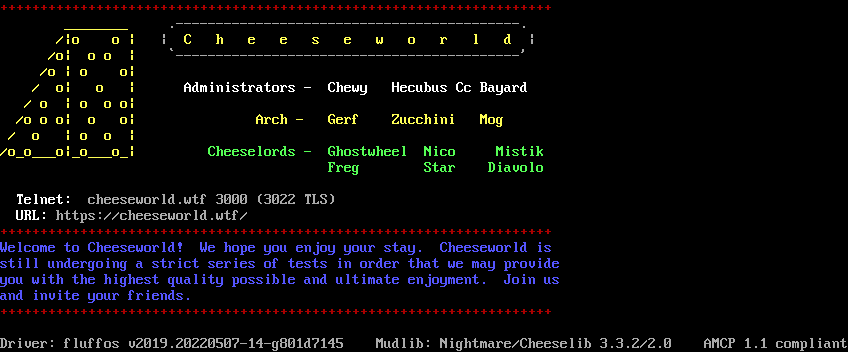 C h e e s e w o r l d
Administrators - Chewy Hecubus Cc Bayard
Arch - Gerf Zucchini Mog
Cheeselords - Ghostwheel Nico Mistik
Freg Star Diavolo
Telnet: cheeseworld.wtf 3000 (3022 TLS)
URL: https://cheeseworld.wtf/
Welcome to Cheeseworld! We hope you enjoy your stay. Cheeseworld is
still undergoing a strict series of tests in order that we may provide
you with the highest quality possible and ultimate enjoyment. Join us
and invite your friends.
Driver: fluffos v2019.20220507-14-g801d7145 Mudlib: Nightmare/Cheeselib 3.3.2/2.0 AMCP 1.1 compliant